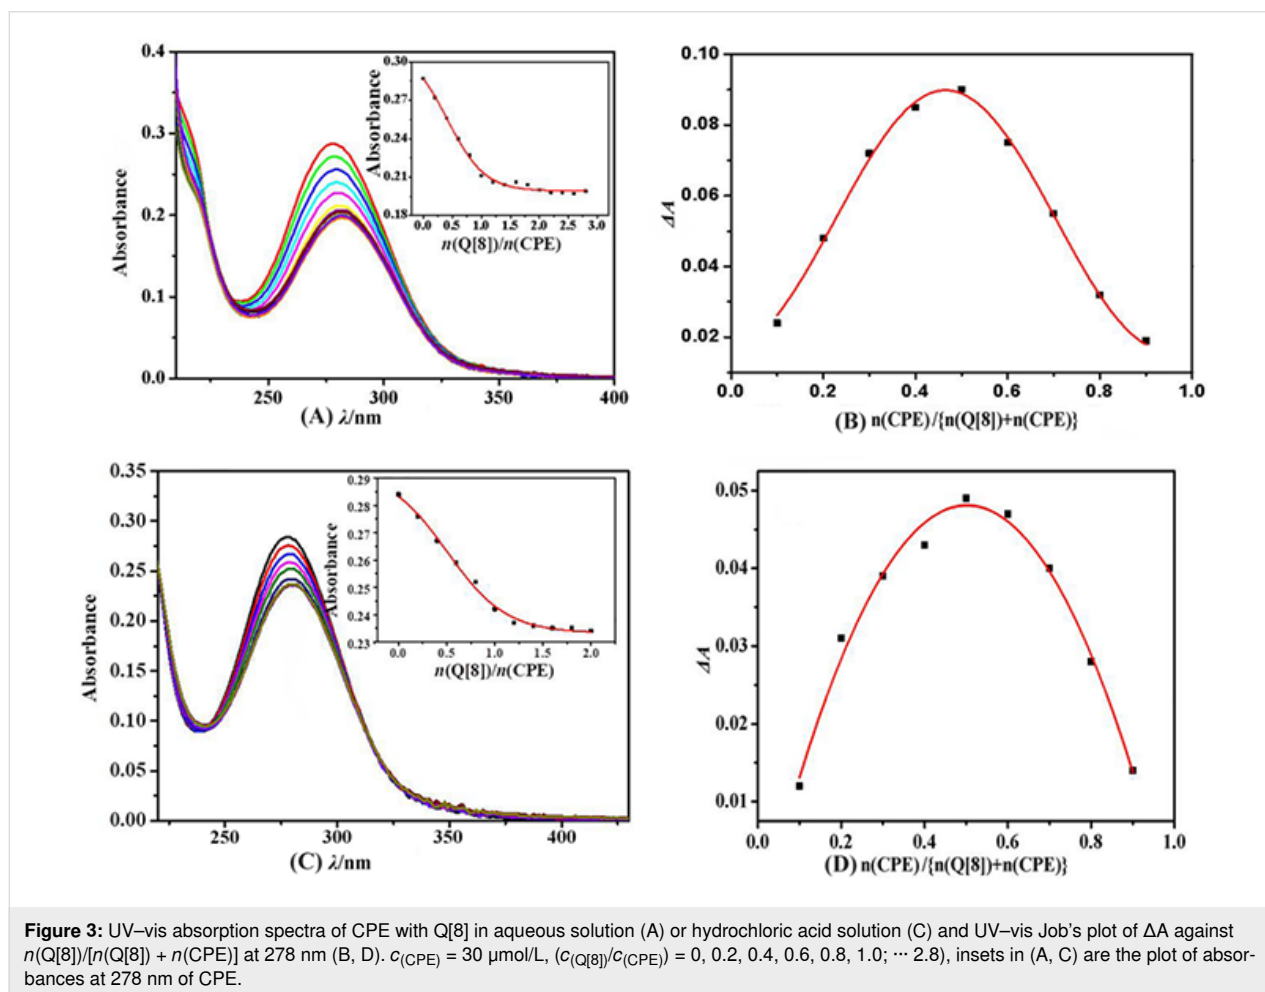 0.4
0.3
0.2
0.1
0.0
Absorbance
250
300
350
400
(A) λ/nm
0.30
0.27
0.24
0.21
0.18
Absorbance
0.0 0.5 1.0 1.5 2.0 2.5 3.0
n(Q[8])/n(CPE)
0.10
0.08
0.06
0.04
0.02
ΔA
0.0 0.2 0.4 0.6 0.8 1.0
(B) n(CPE)/{n(Q[8])+n(CPE)}
0.35
0.30
0.25
0.20
0.15
0.10
0.05
0.00
Absorbance
250 300 350 400
(C) λ/nm
0.29
0.28
0.27
0.26
0.25
0.24
0.23
Absorbance
0.0 0.5 1.0 1.5 2.0
n(Q[8])/n(CPE)
0.05
0.04
0.03
0.02
0.01
ΔA
0.0 0.2 0.4 0.6 0.8 1.0
(D) n(CPE)/{n(Q[8])+n(CPE)}
Figure 3: UV–vis absorption spectra of CPE with Q[8] in aqueous solution (A) or hydrochloric acid solution (C) and UV–vis Job's plot of ΔA against
n(Q[8])/[n(Q[8]) + n(CPE)] at 278 nm (B, D). c(CPE) = 30 μmol/L, (c(Q[8])/c(CPE)) = 0, 0.2, 0.4, 0.6, 0.8, 1.0; ··· 2.8), insets in (A, C) are the plot of absor-
bances at 278 nm of CPE.